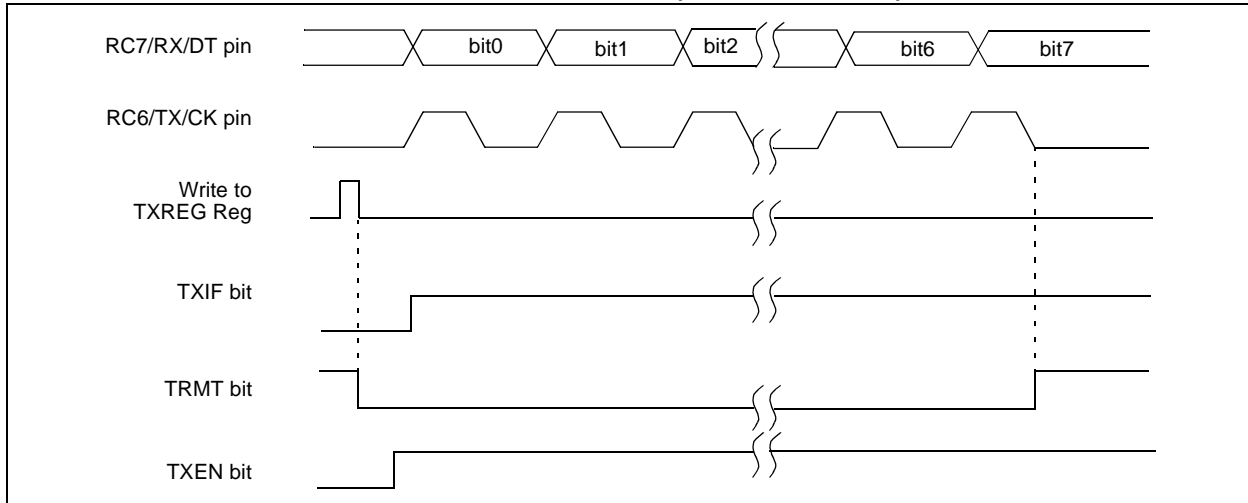 RC7/RX/DT pin
bit0 bit1 bit2 bit6 bit7
RC6/TX/CK pin
Write to
TXREG Reg
TXIF bit
TRMT bit
TXEN bit